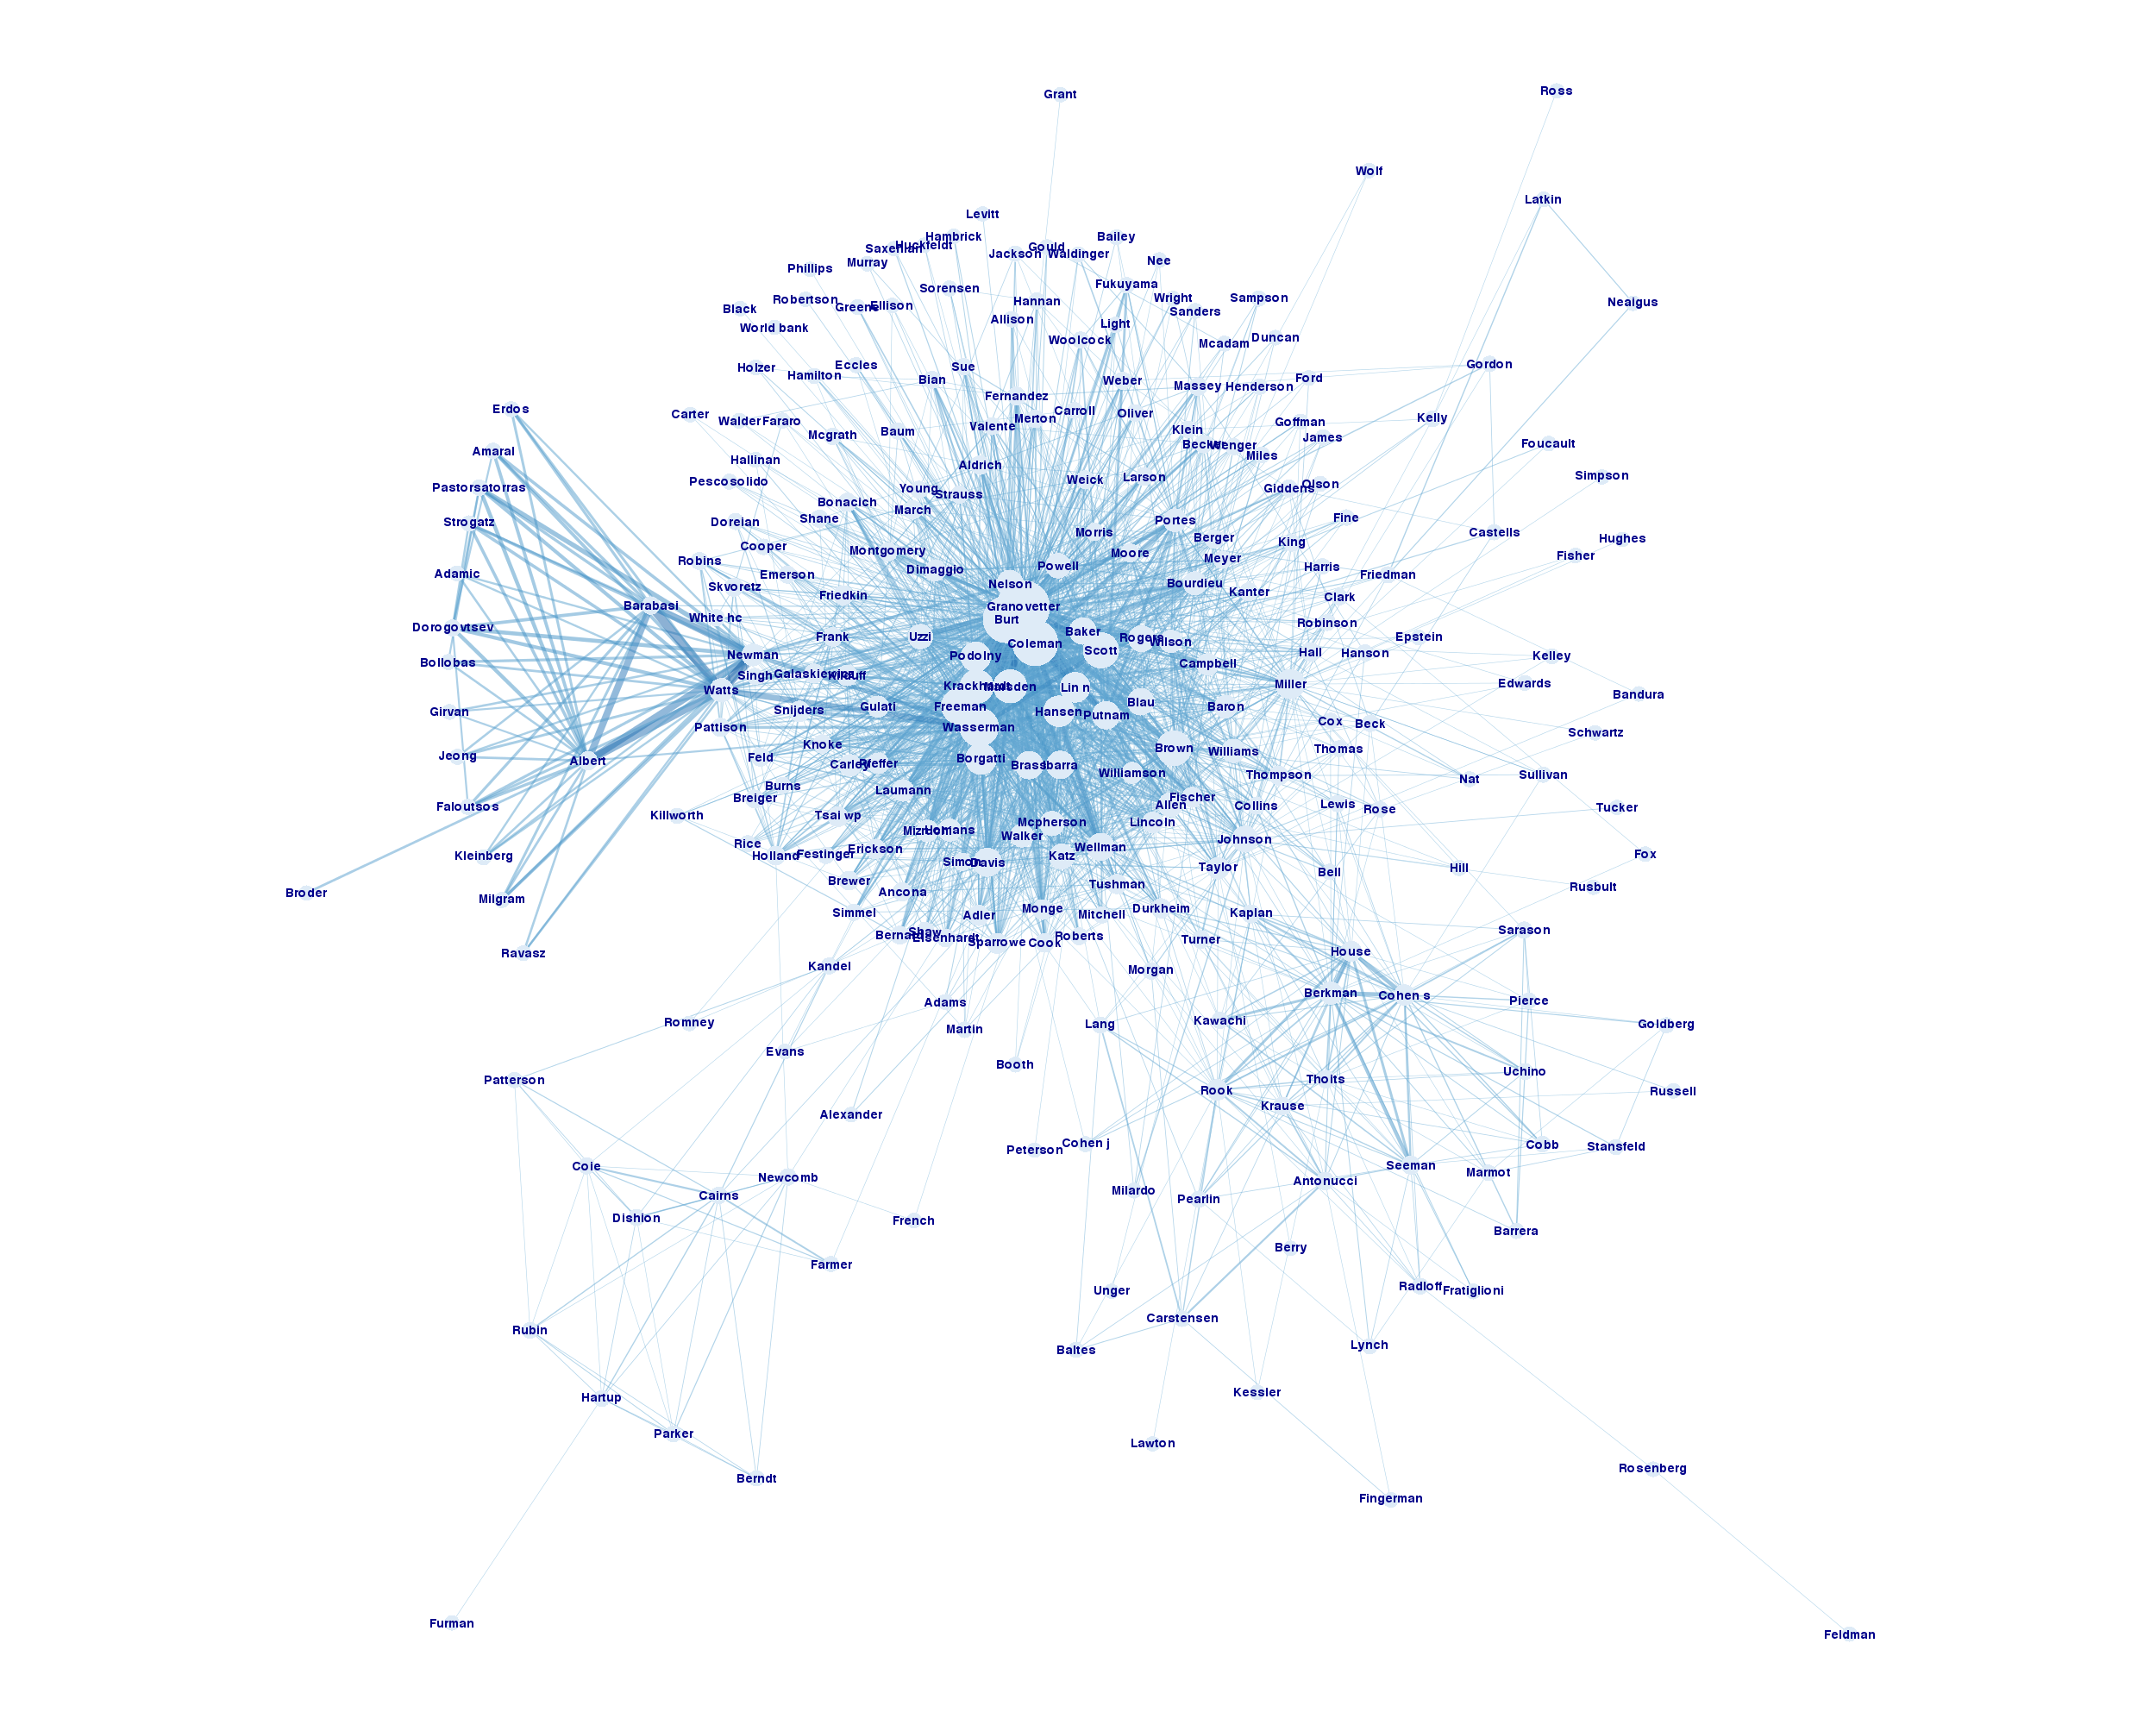 Grant
Ross
Wolf
Latkin
Levitt
Hambrick
Huckfeldt
Saxenian
Gould
Bailey
Jackson
Waldinger
Murray
Nee
Phillips
Fukuyama
Sorensen
Robertson
Greene
Ellison
Hannan
Wright
Sampson
Neaigus
Black
Sanders
World bank
Allison
Light
Woolcock
Mcadam
Duncan
Holzer
Eccles
Sue
Gordon
Hamilton
Bian
Weber
Massey
Henderson
Ford
Fernandez
Erdos
Carter
Walder
Fararo
Merton
Carroll
Oliver
Goffman
Kelly
Mcgrath
Baum
Valente
Klein
James
Amaral
Becker
Wenger
Foucault
Hallinan
Aldrich
Miles
Pastorsatorras
Pescosolido
Weick
Larson
Simpson
Young
Strauss
Giddens
Olson
Bonacich
March
Strogatz
Doreian
Shane
Portes
Fine
Morris
Castells
Cooper
Montgomery
Moore
Berger
King
Hughes
Robins
Meyer
Fisher
Adamic
Emerson
Dimaggio
Powell
Harris
Friedman
Skvoretz
Nelson
Bourdieu
Friedkin
Kanter
Clark
Barabasi
Granovetter
White hc
Burt
Dorogovtsev
Frank
Uzzi
Coleman
Baker
Rogers
Wilson
Robinson
Epstein
Newman
Podolny
Scott
Hall
Hanson
Bollobas
Singh
Galaskiewicz
Kilduff
Campbell
Kelley
Watts
Krackhardt
Marsden
Lin n
Miller
Edwards
Bandura
Girvan
Snijders
Gulati
Freeman
Hansen
Putnam
Blau
Baron
Pattison
Wasserman
Cox
Beck
Schwartz
Jeong
Albert
Feld
Knoke
Carley
Pfeffer
Borgatti
Brass
Ibarra
Brown
Williams
Thomas
Williamson
Thompson
Nat
Sullivan
Faloutsos
Breiger
Burns
Laumann
Allen
Fischer
Collins
Lewis
Rose
Tucker
Killworth
Tsai wp
Mizruchi
Homans
Walker
Mcpherson
Lincoln
Kleinberg
Rice
Holland
Festinger
Erickson
Simon
Davis
Katz
Wellman
Johnson
Fox
Broder
Milgram
Brewer
Ancona
Tushman
Taylor
Bell
Hill
Rusbult
Simmel
Adler
Monge
Mitchell
Durkheim
Kaplan
Ravasz
Bernard
Shaw
Eisenhardt
Sparrowe
Cook
Roberts
Turner
House
Sarason
Kandel
Morgan
Berkman
Cohen s
Pierce
Romney
Adams
Martin
Lang
Kawachi
Goldberg
Evans
Booth
Patterson
Rook
Thoits
Uchino
Russell
Alexander
Krause
Peterson
Cohen j
Cobb
Stansfeld
Coie
Newcomb
Cairns
Milardo
Pearlin
Antonucci
Seeman
Marmot
Dishion
French
Barrera
Farmer
Berry
Unger
Radloff
Fratiglioni
Rubin
Carstensen
Baltes
Lynch
Hartup
Kessler
Parker
Lawton
Berndt
Fingerman
Rosenberg
Furman
Feldman